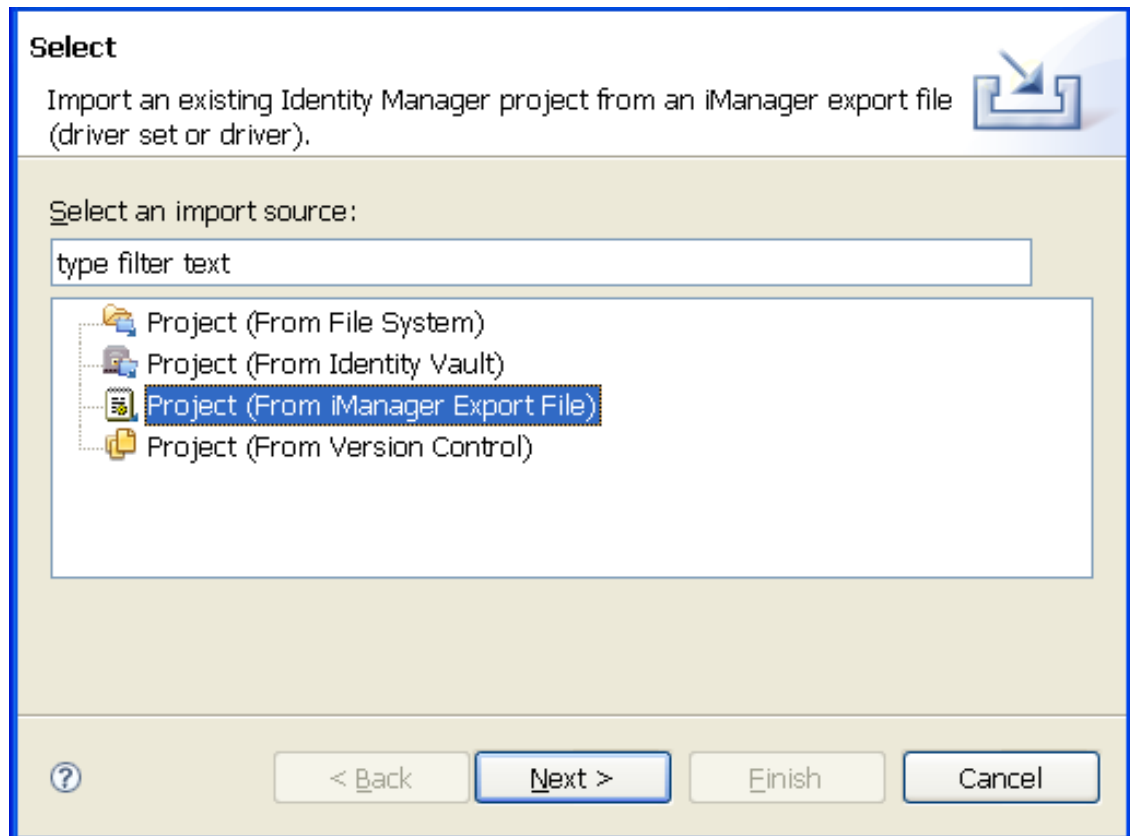 Select
Import an existing Identity Manager project from an iManager export file
(driver set or driver).
Select an import source:
type filter text
Project (From File System)
Project (From Identity Vault)
Project (From iManager Export File)
Project (From Version Control)
?
< Back
Next >
Finish
Cancel